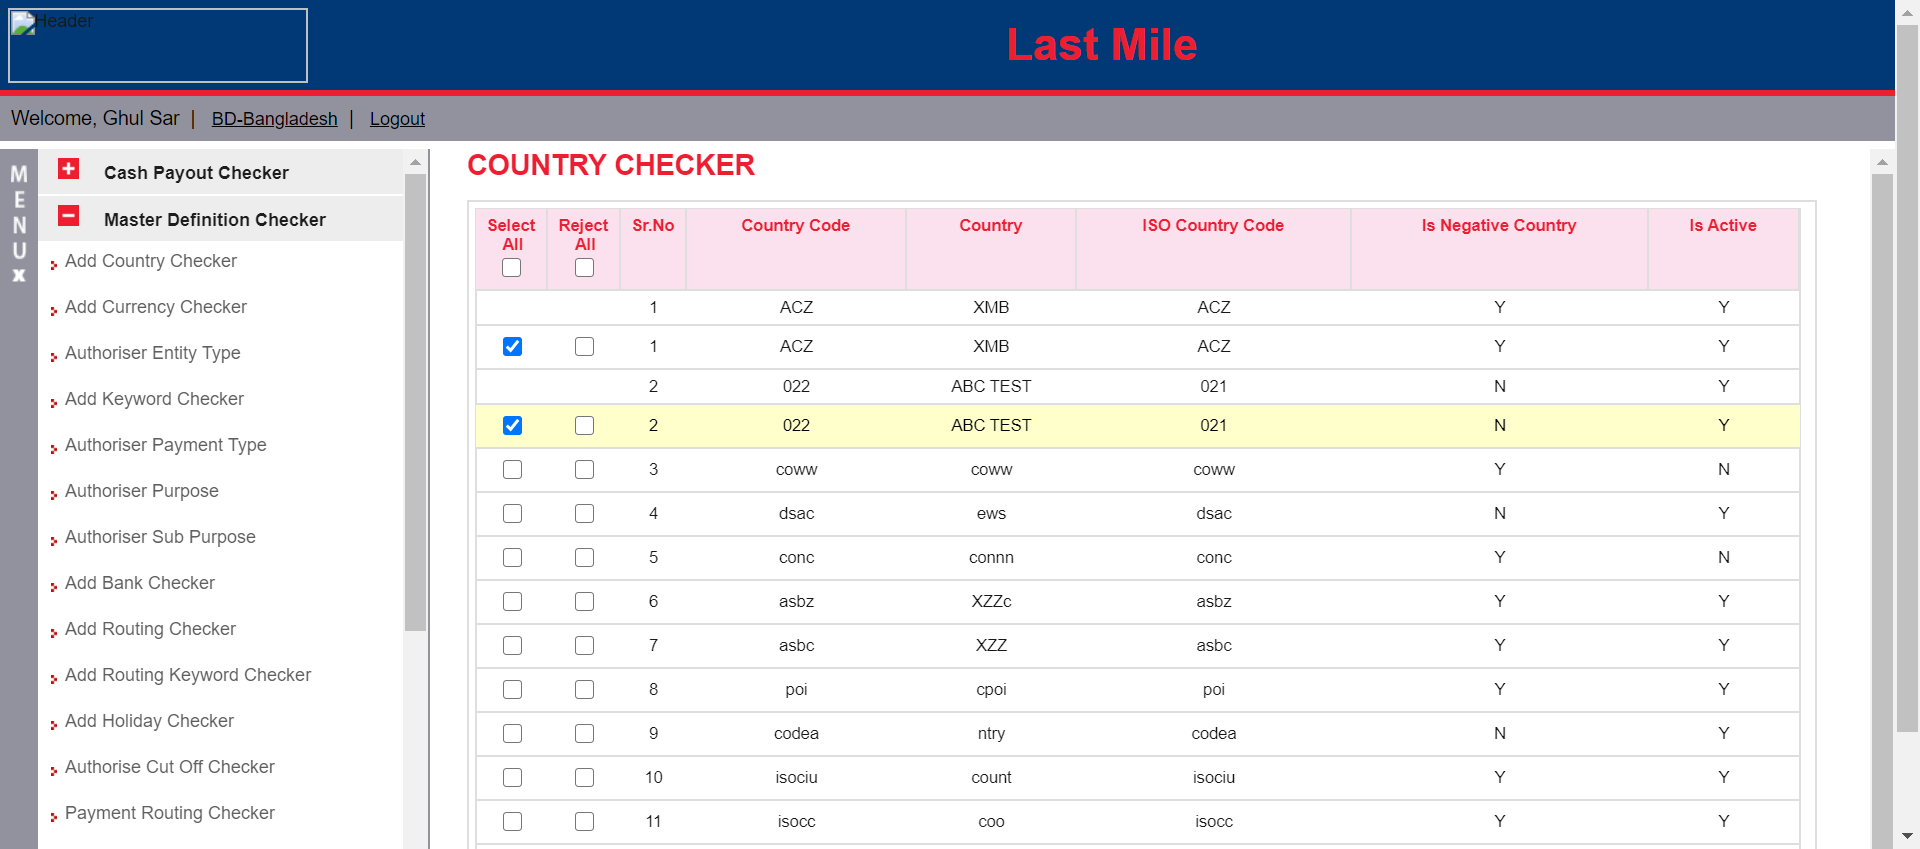 Header
Last Mile
Welcome, Ghul Sar | BD-Bangladesh | Logout
MENU x
Cash Payout Checker
Master Definition Checker
Add Country Checker
Add Currency Checker
Authoriser Entity Type
Add Keyword Checker
Authoriser Payment Type
Authoriser Purpose
Authoriser Sub Purpose
Add Bank Checker
Add Routing Checker
Add Routing Keyword Checker
Add Holiday Checker
Authorise Cut Off Checker
Payment Routing Checker
COUNTRY CHECKER
Select All Reject All Sr.No Country Code Country ISO Country Code Is Negative Country Is Active
1 ACZ XMB ACZ Y Y
1 ACZ XMB ACZ Y Y
2 022 ABC TEST 021 N Y
2 022 ABC TEST 021 N Y
3 coww coww coww Y N
4 dsac ews dsac N Y
5 conc connn conc Y N
6 asbz XZZc asbz Y Y
7 asbc XZZ asbc Y Y
8 poi cpoi poi Y Y
9 codea ntry codea N Y
10 isociu count isociu Y Y
11 isocc coo isocc Y Y